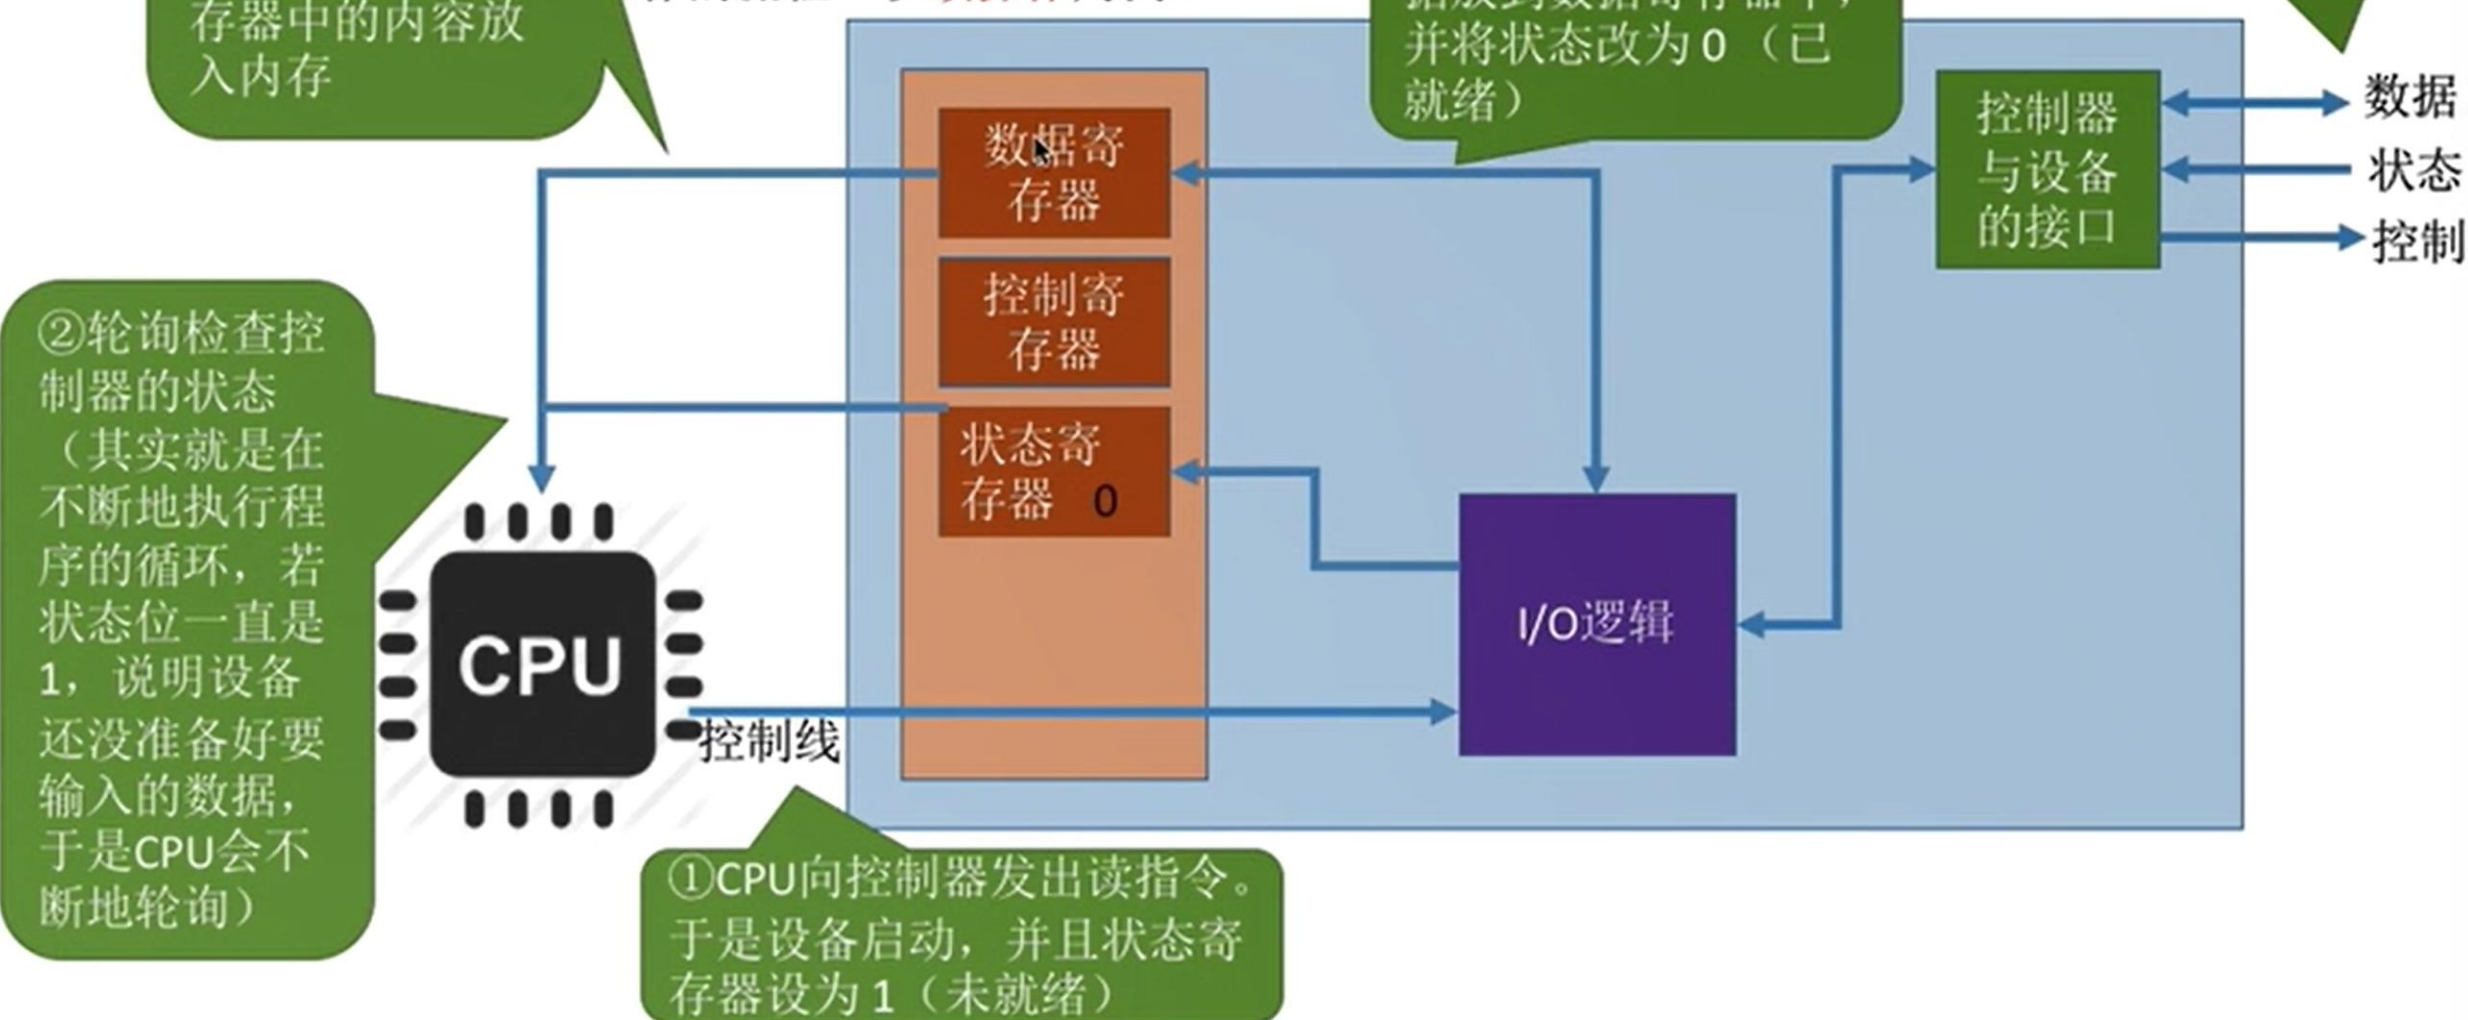 存器中的内容放
入内存
并将状态改为 0（已
就绪）
数据寄
存器
控制寄
存器
状态寄
存器 0
控制器
与设备
的接口
数据
状态
控制
I/O逻辑
②轮询检查控
制器的状态
（其实就是在
不断地执行程
序的循环，若
状态位一直是
1，说明设备
还没准备好要
输入的数据，
于是CPU会不
断地轮询）
CPU
控制线
①CPU向控制器发出读指令。
于是设备启动，并且状态寄
存器设为 1（未就绪）